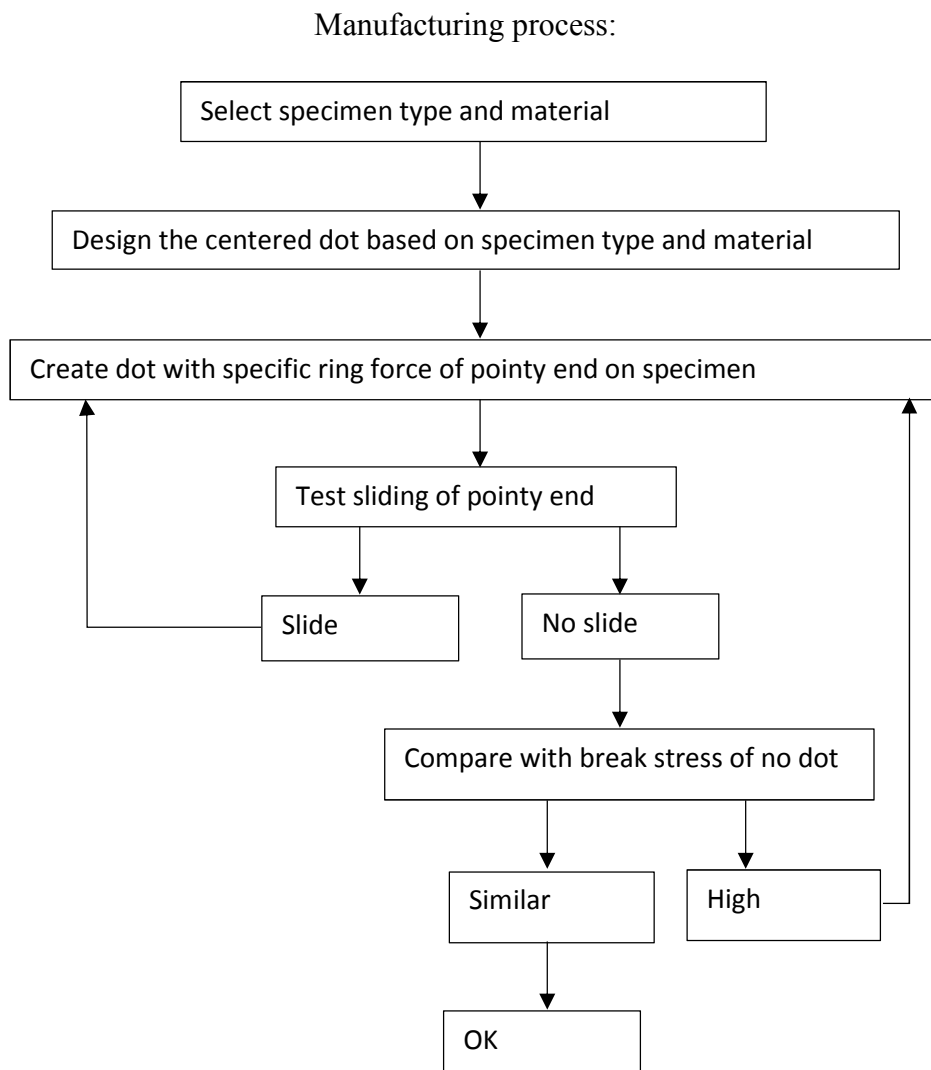 Manufacturing process:
Select specimen type and material
Design the centered dot based on specimen type and material
Create dot with specific ring force of pointy end on specimen
Test sliding of pointy end
Slide
No slide
Compare with break stress of no dot
Similar
High
OK